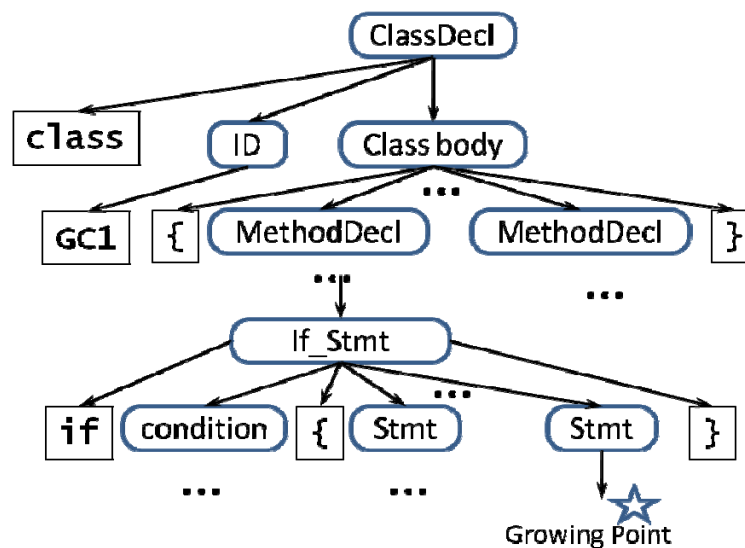 ClassDecl
class
ID
Class body
...
GC1
{
MethodDecl
MethodDecl
}
...
...
If_Stmt
...
if
condition
{
Stmt
Stmt
}
...
...
Growing Point